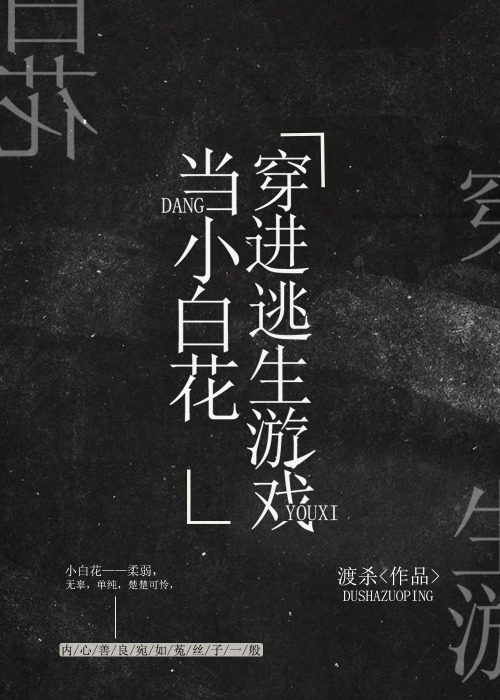 白
花
穿
穿进逃生游戏
YOUXI
当小白花
DANG
生
游
小白花——柔弱，
无辜，单纯，楚楚可怜，
内/心/善/良/宛/如/菟/丝/子/一/般
渡杀<作品>
DUSHAZUOPING